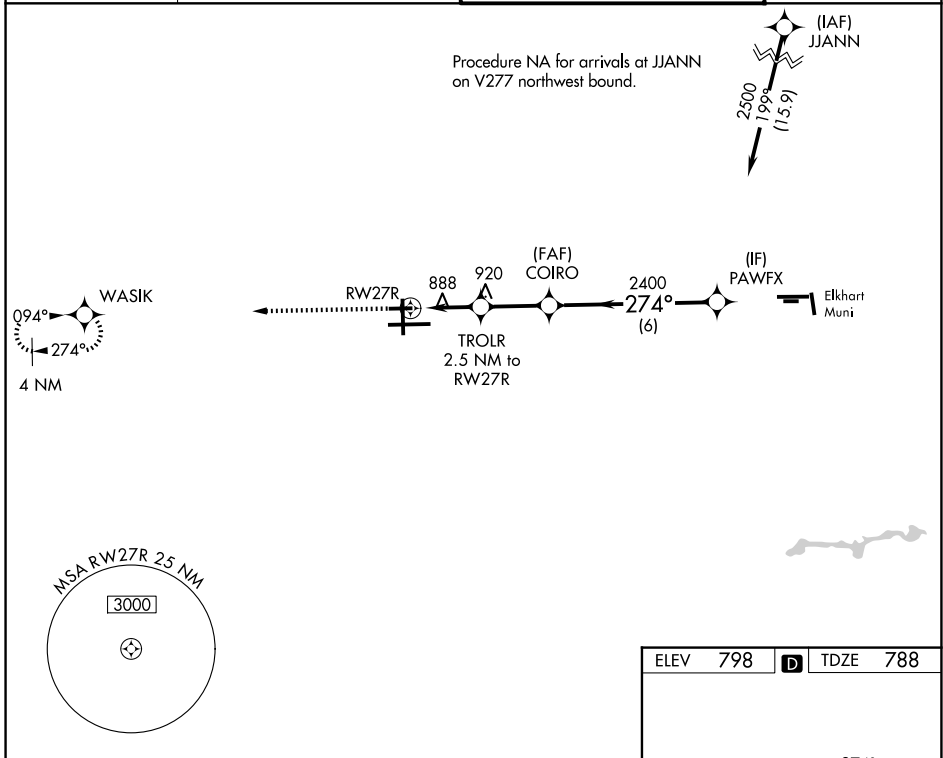 (IAF)
JJANN
Procedure NA for arrivals at JJANN
on V277 northwest bound.
2500
199°
(15.9)
(FAF)
COIRO
(IF)
PAWFX
WASIK
094°
274°
4 NM
RW27R
888
920
2400
274°
(6)
Elkhart
Muni
TROLR
2.5 NM to
RW27R
MSA RW27R 25 NM
3000
ELEV 798 D TDZE 788